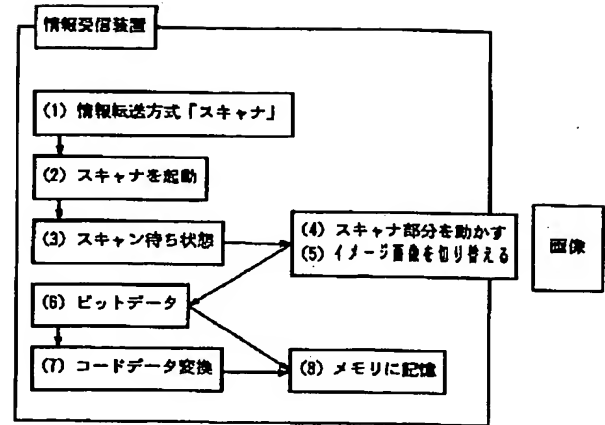 情報受信装置
(1) 情報転送方式「スキャナ」
(2) スキャナを起動
(3) スキャン待ち状態
(4) スキャナ部分を動かす
(5) イメージ画像を切り替える
画像
(6) ビットデータ
(7) コードデータ変換
(8) メモリに記憶